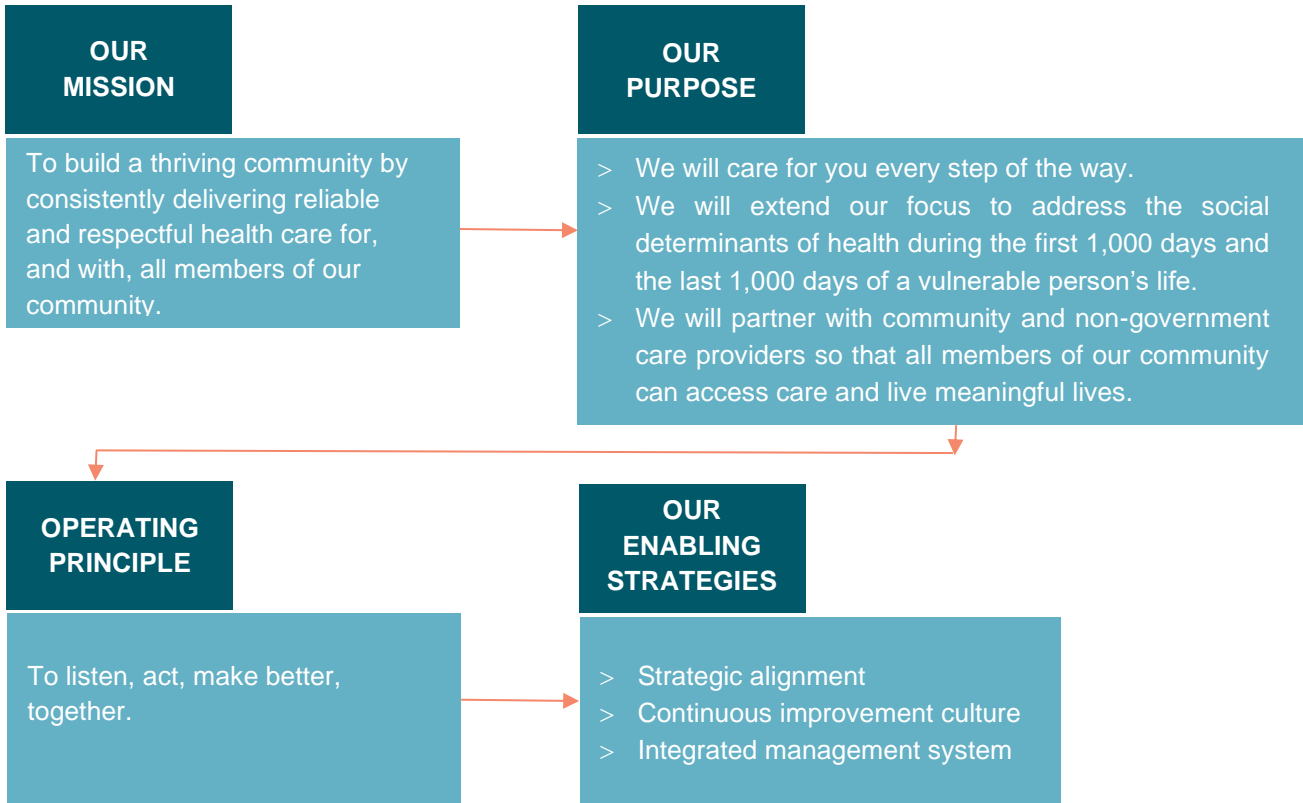 OUR
MISSION
To build a thriving community by
consistently delivering reliable
and respectful health care for,
and with, all members of our
community.
OUR
PURPOSE
> We will care for you every step of the way.
> We will extend our focus to address the social
determinants of health during the first 1,000 days and
the last 1,000 days of a vulnerable person’s life.
> We will partner with community and non-government
care providers so that all members of our community
can access care and live meaningful lives.
OPERATING
PRINCIPLE
To listen, act, make better,
together.
OUR
ENABLING
STRATEGIES
> Strategic alignment
> Continuous improvement culture
> Integrated management system